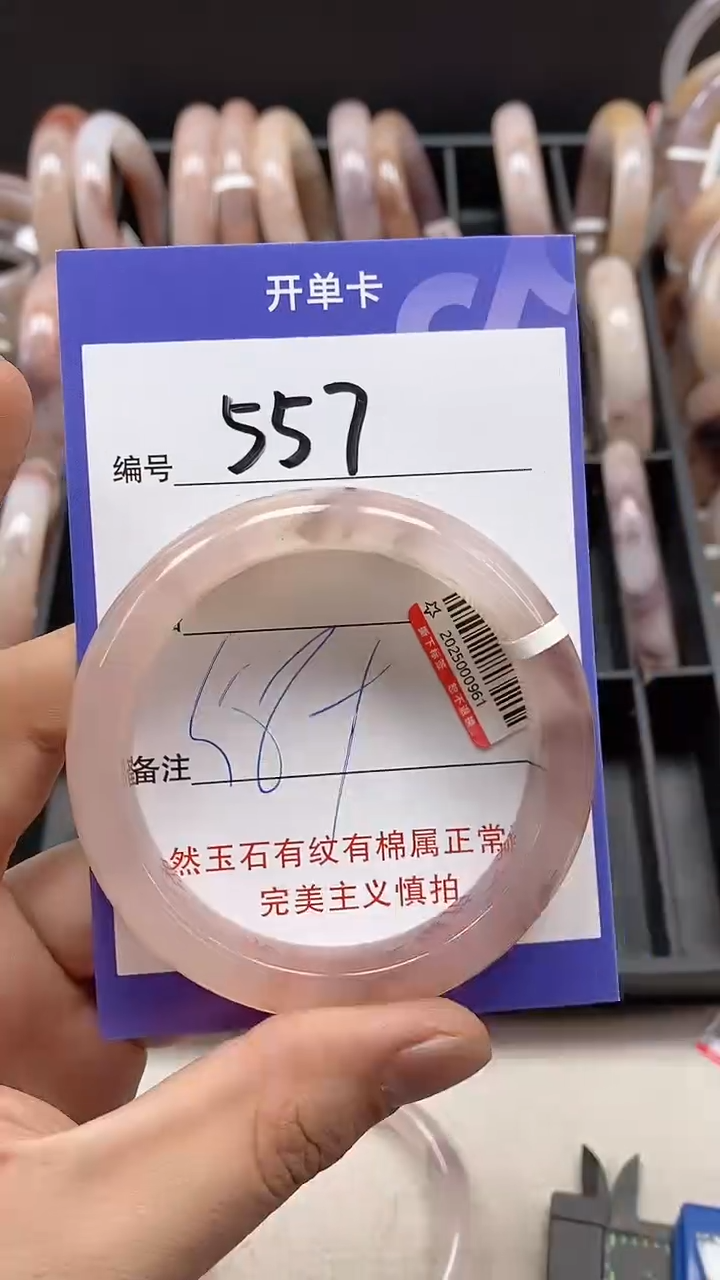 开单卡
编号 557
2025000961
备注 58+
然玉石有纹有棉属正常
完美主义慎拍